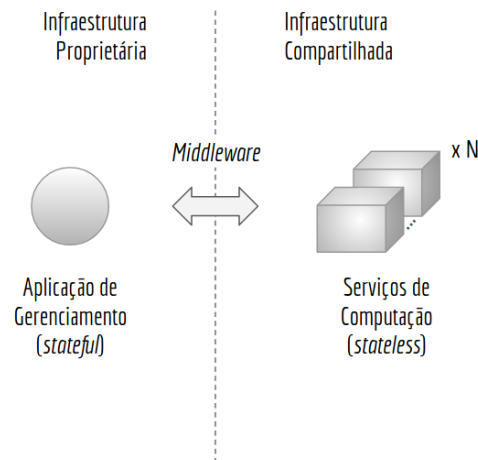 Infraestrutura
Proprietária
Infraestrutura
Compartilhada
Middleware
x N
Aplicação de
Gerenciamento
(stateful)
Serviços de
Computação
(stateless)